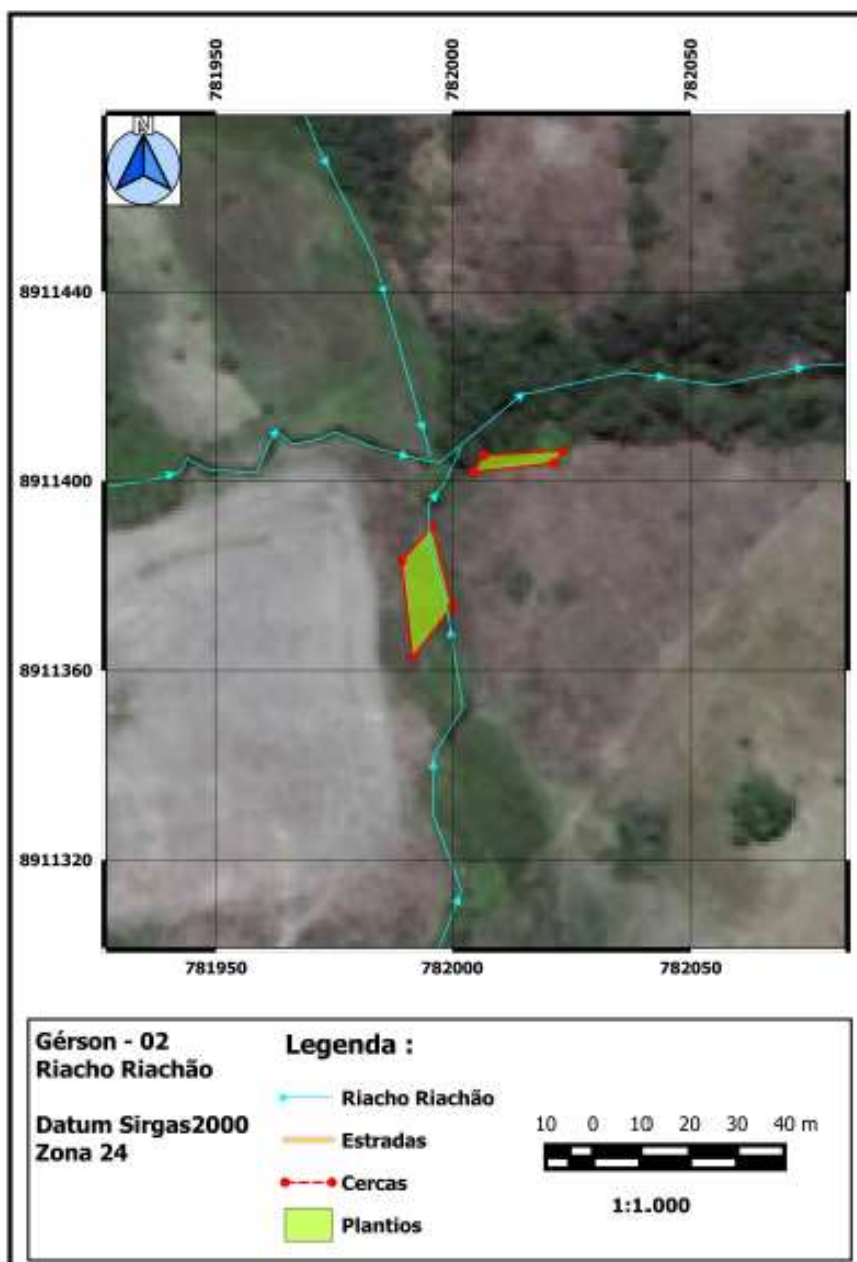 781950 782000 782050
N
8911440
8911400
8911360
8911320
781950 782000 782050
Gérson - 02
Riacho Riachão
Datum Sirgas2000
Zona 24
Legenda :
Riacho Riachão
Estradas
Cercas
Plantios
10 0 10 20 30 40 m
1:1.000